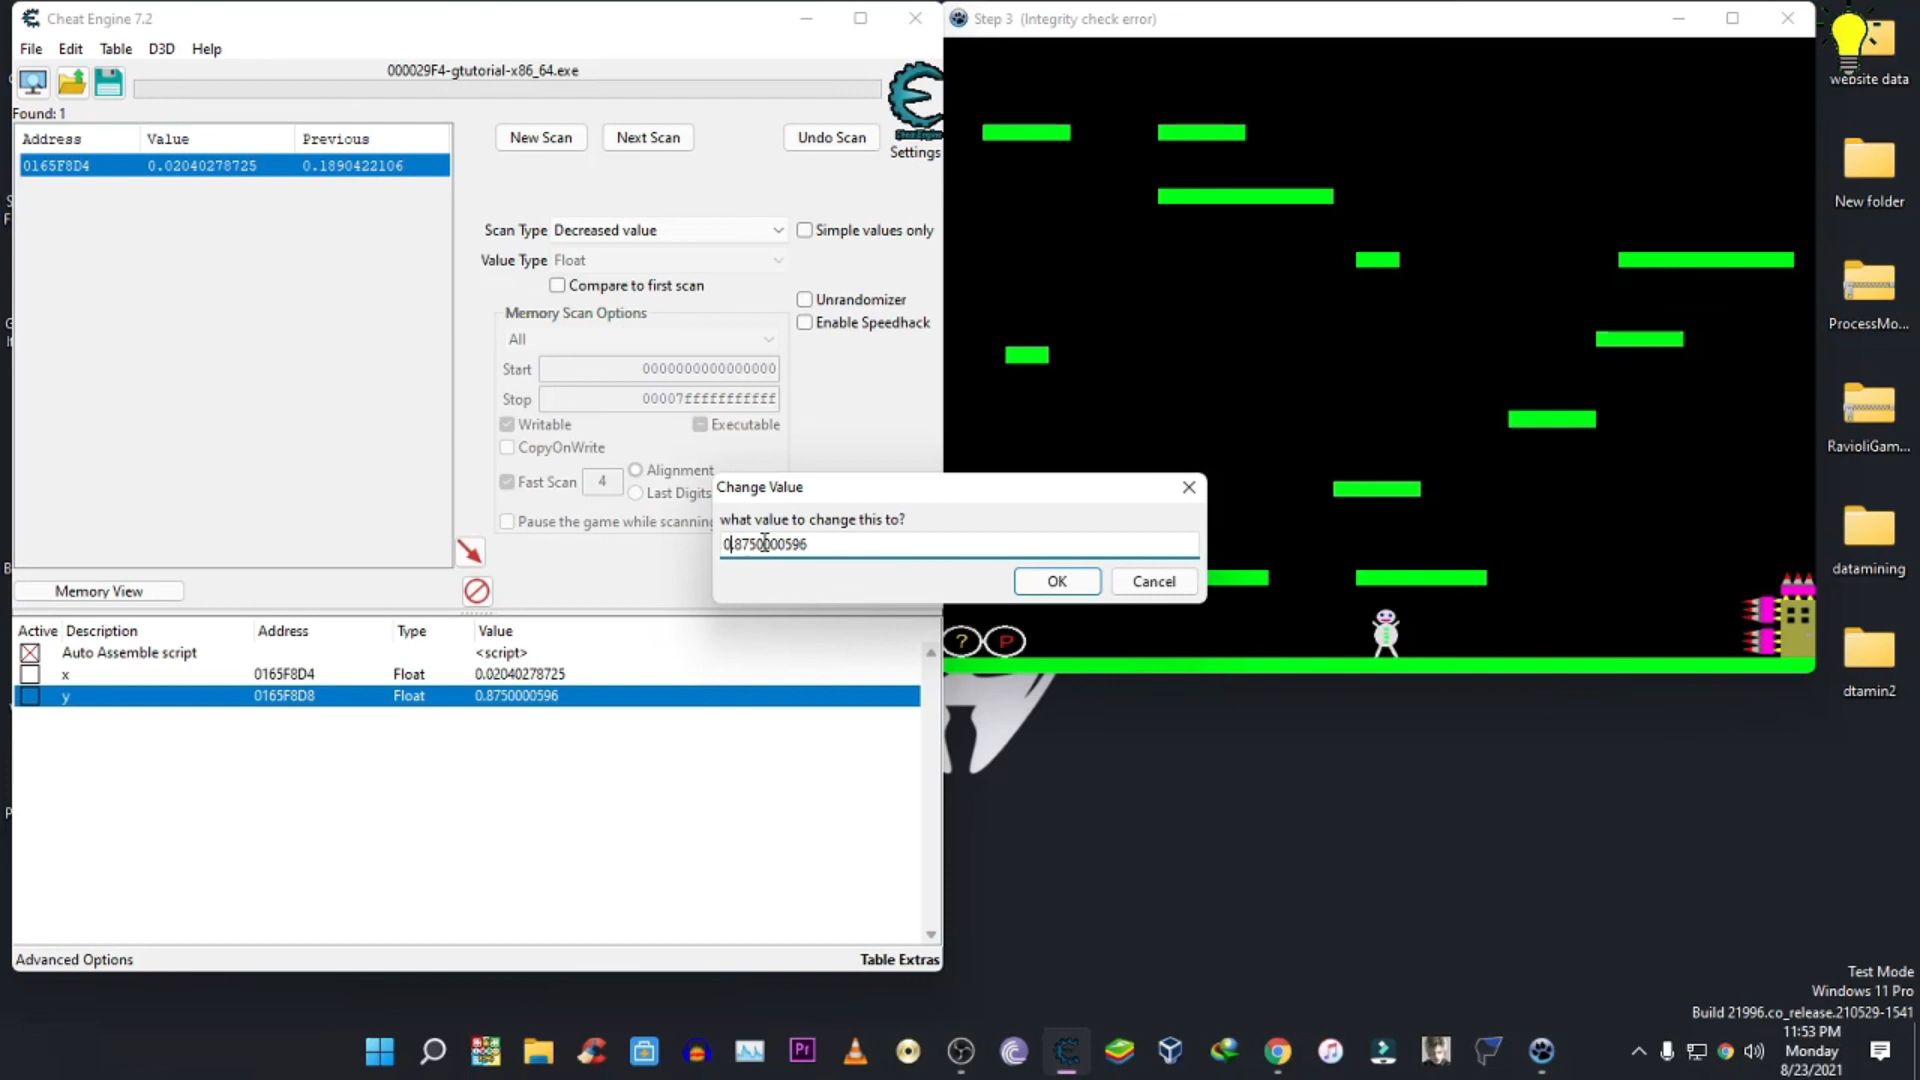 Cheat Engine 7.2
File Edit Table D3D Help
000029F4-gtutorial-x86_64.exe
Found: 1
Address Value Previous
0165F8D4 0.02040278725 0.1890422106
New Scan Next Scan Undo Scan
Cheat Engine
Settings
Scan Type Decreased value Simple values only
Value Type Float
Compare to first scan
Unrandomizer
Enable Speedhack
Memory Scan Options
All
Start 0000000000000000
Stop 00007fffffffffff
Writable Executable
CopyOnWrite
Fast Scan 4 Alignment
Last Digits
Pause the game while scanning
Memory View
Active Description Address Type Value
Auto Assemble script <script>
x 0165F8D4 Float 0.02040278725
y 0165F8D8 Float 0.8750000596
Advanced Options Table Extras
Change Value
what value to change this to?
0.8750000596
OK Cancel
Step 3 (Integrity check error)
? P
website data
New folder
ProcessMo...
RavioliGam...
datamining
dtamin2
Test Mode
Windows 11 Pro
Build 21996.co_release.210529-1541
Pr
11:53 PM
Monday
8/23/2021